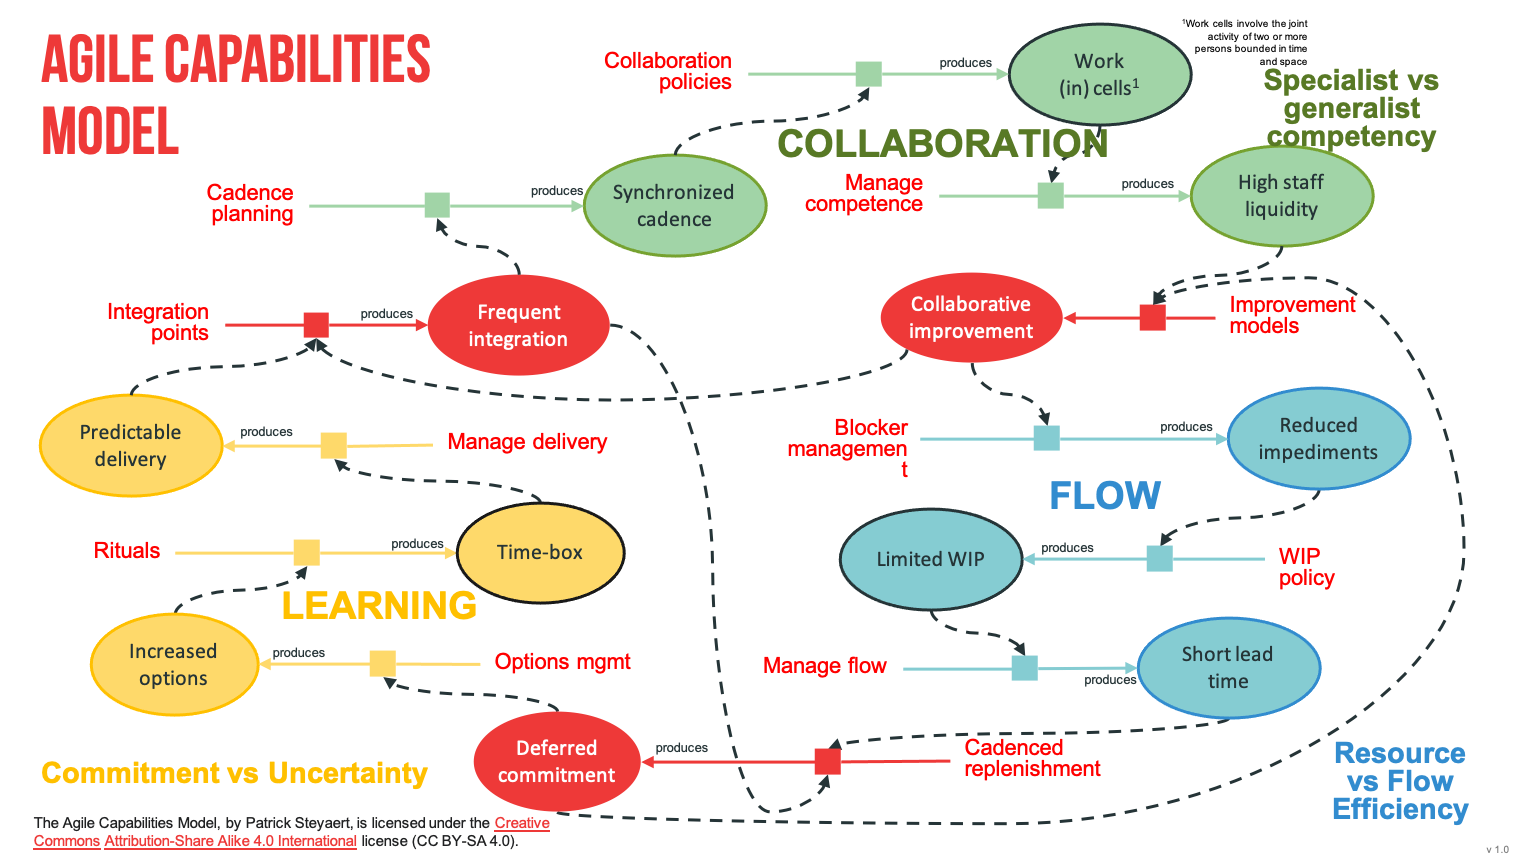 AGILE CAPABILITIES
MODEL
Collaboration
policies
produces
Work
(in) cells¹
¹Work cells involve the joint
activity of two or more
persons bounded in time
and space
Specialist vs
generalist
competency
COLLABORATION
Cadence
planning
produces
Synchronized
cadence
Manage
competence
produces
High staff
liquidity
Integration
points
produces
Frequent
integration
Collaborative
improvement
Improvement
models
Predictable
delivery
produces
Manage delivery
Blocker
managemen
t
produces
Reduced
impediments
FLOW
Rituals
produces
Time-box
Limited WIP
produces
WIP
policy
LEARNING
Increased
options
produces
Options mgmt
Manage flow
produces
Short lead
time
Deferred
commitment
produces
Cadenced
replenishment
Commitment vs Uncertainty
Resource
vs Flow
Efficiency
The Agile Capabilities Model, by Patrick Steyaert, is licensed under the Creative
Commons Attribution-Share Alike 4.0 International license (CC BY-SA 4.0).
v 1.0